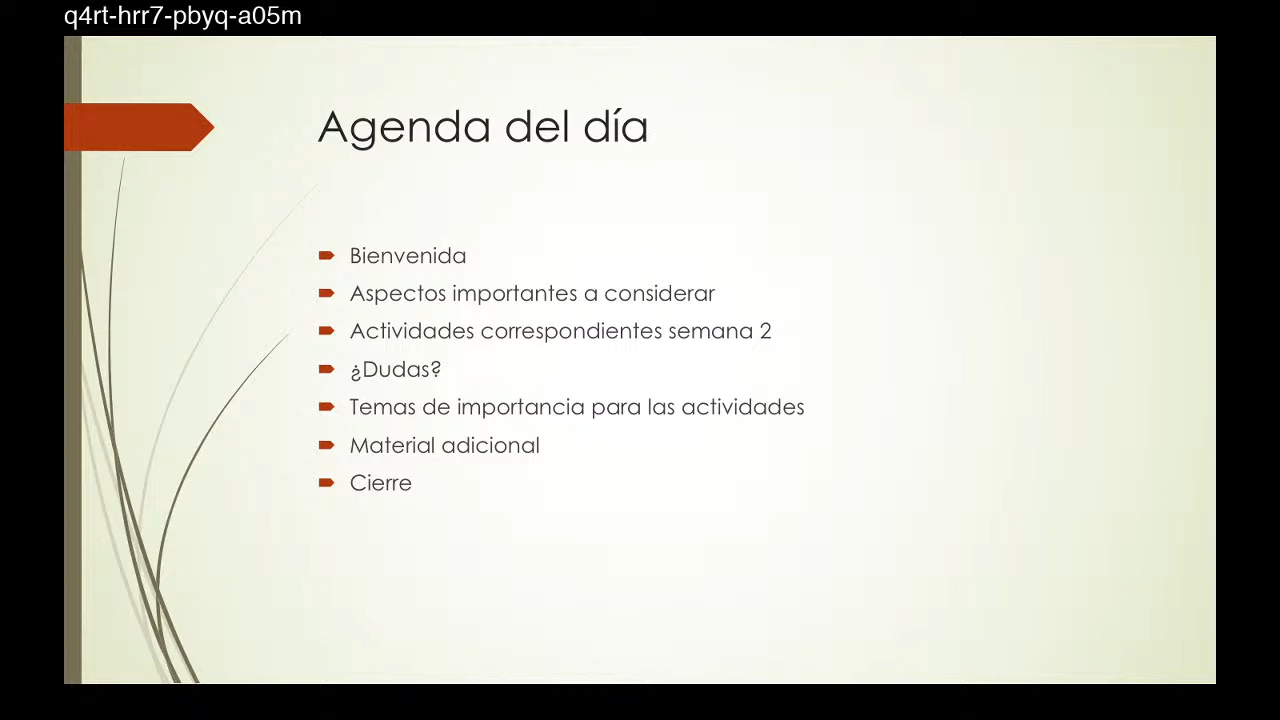 q4rt-hrr7-pbyq-a05m
Agenda del día
Bienvenida
Aspectos importantes a considerar
Actividades correspondientes semana 2
¿Dudas?
Temas de importancia para las actividades
Material adicional
Cierre